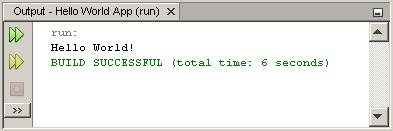 Output - Hello World App (run)
run:
Hello World!
BUILD SUCCESSFUL (total time: 6 seconds)
>>